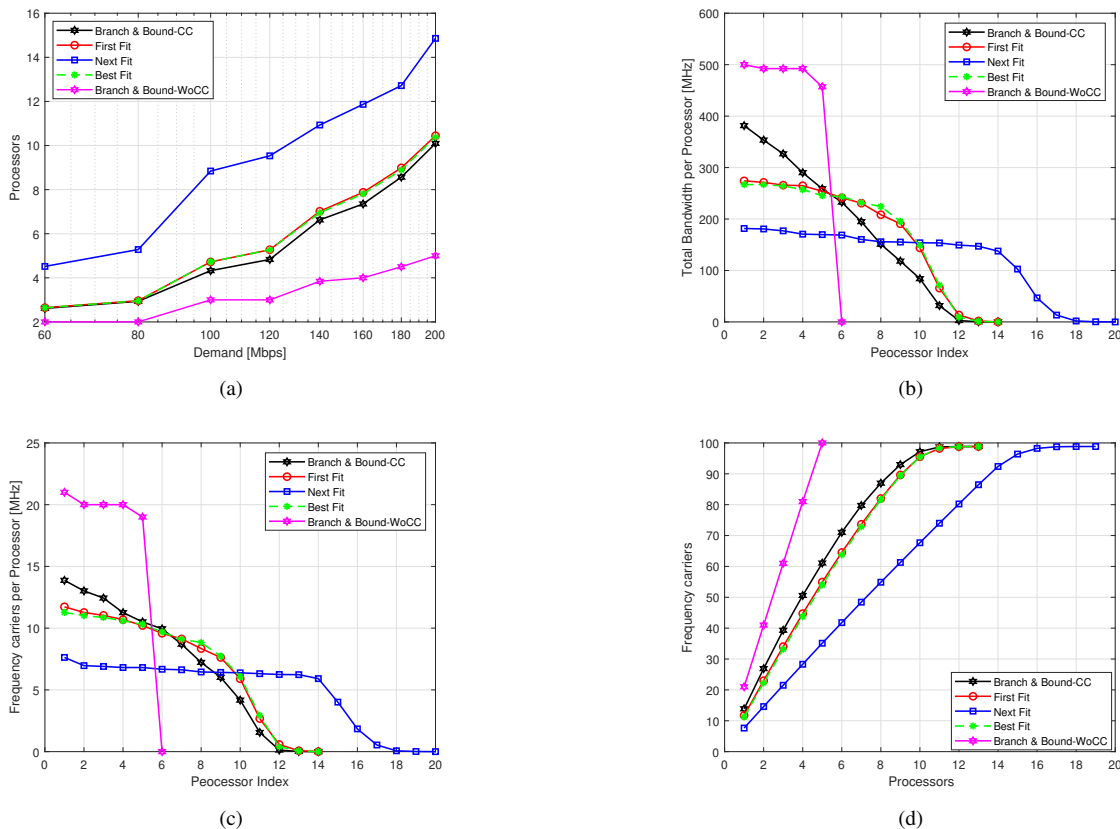 16
14
12
10
8
6
4
2
Processors
60 80 100 120 140 160 180 200
Demand [Mbps]
Branch & Bound-CC
First Fit
Next Fit
Best Fit
Branch & Bound-WoCC
(a)
600
500
400
300
200
100
0
Total Bandwidth per Processor [MHz]
0 2 4 6 8 10 12 14 16 18 20
Peocessor Index
Branch & Bound-CC
First Fit
Next Fit
Best Fit
Branch & Bound-WoCC
(b)
25
20
15
10
5
0
Frequency carriers per Processor [MHz]
0 2 4 6 8 10 12 14 16 18 20
Peocessor Index
Branch & Bound-CC
First Fit
Next Fit
Best Fit
Branch & Bound-WoCC
(c)
100
90
80
70
60
50
40
30
20
10
0
Frequency carriers
0 2 4 6 8 10 12 14 16 18 20
Processors
Branch & Bound-CC
First Fit
Next Fit
Best Fit
Branch & Bound-WoCC
(d)